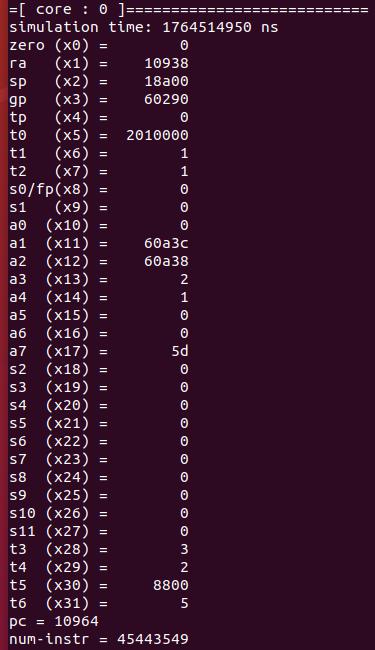 =[ core : 0 ]===========================
simulation time: 1764514950 ns
zero (x0) =        0
ra   (x1) =    10938
sp   (x2) =    18a00
gp   (x3) =    60290
tp   (x4) =        0
t0   (x5) =  2010000
t1   (x6) =        1
t2   (x7) =        1
s0/fp(x8) =        0
s1   (x9) =        0
a0  (x10) =        0
a1  (x11) =    60a3c
a2  (x12) =    60a38
a3  (x13) =        2
a4  (x14) =        1
a5  (x15) =        0
a6  (x16) =        0
a7  (x17) =       5d
s2  (x18) =        0
s3  (x19) =        0
s4  (x20) =        0
s5  (x21) =        0
s6  (x22) =        0
s7  (x23) =        0
s8  (x24) =        0
s9  (x25) =        0
s10 (x26) =        0
s11 (x27) =        0
t3  (x28) =        3
t4  (x29) =        2
t5  (x30) =     8800
t6  (x31) =        5
pc = 10964
num-instr = 45443549